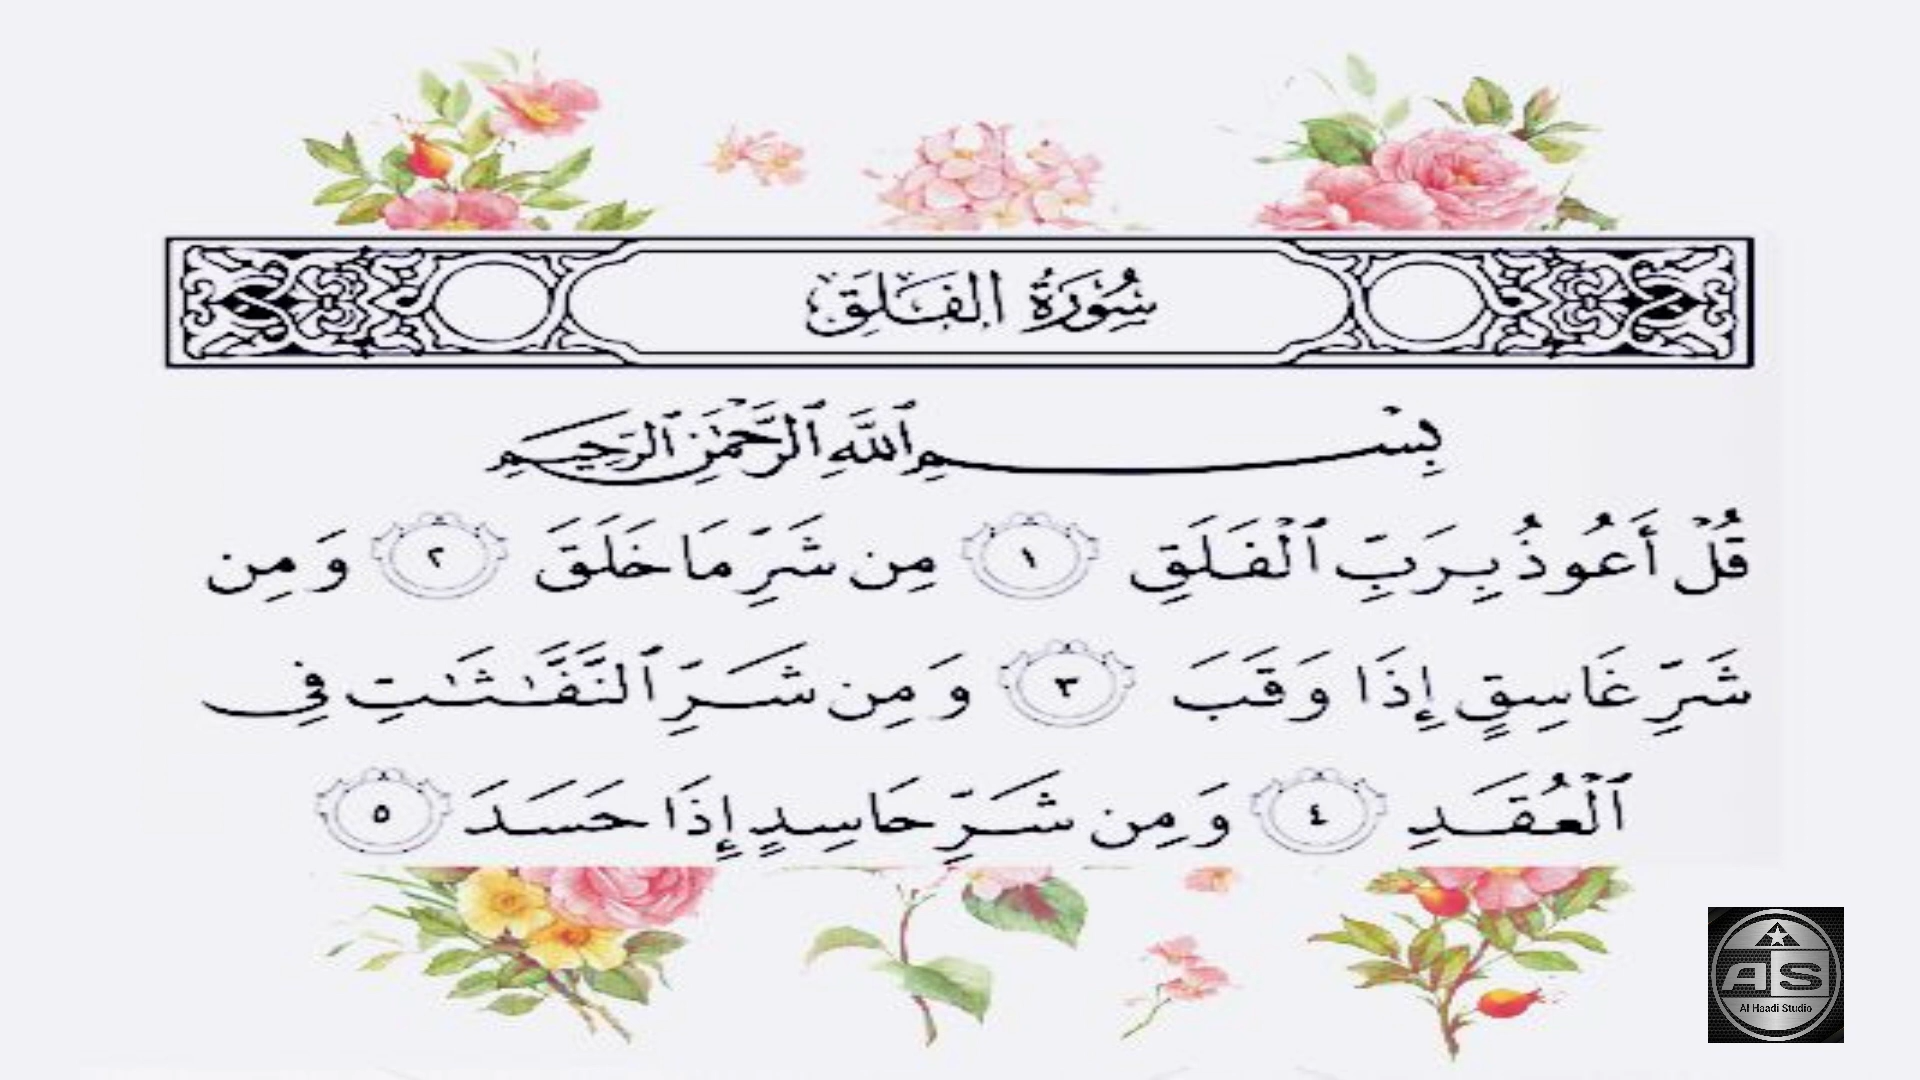 سُورَةُ الفَلَقِ
بِسْمِ ٱللَّهِ ٱلرَّحْمَٰنِ ٱلرَّحِيمِ
قُلْ أَعُوذُ بِرَبِّ ٱلْفَلَقِ ١ مِن شَرِّ مَا خَلَقَ ٢ وَمِن
شَرِّ غَاسِقٍ إِذَا وَقَبَ ٣ وَمِن شَرِّ ٱلنَّفَّٰثَٰتِ فِى
ٱلْعُقَدِ ٤ وَمِن شَرِّ حَاسِدٍ إِذَا حَسَدَ ٥
AS
Al Haadi Studio